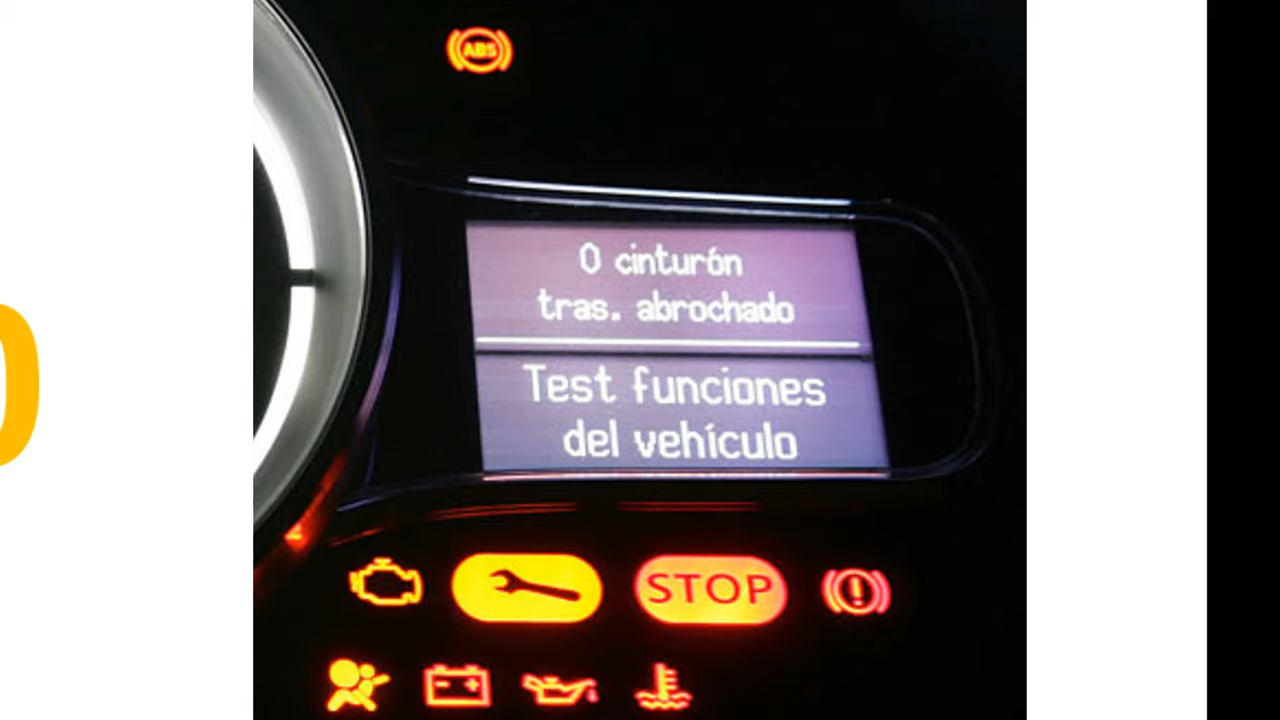 ABS
0 cinturón
tras. abrochado
Test funciones
del vehículo
STOP